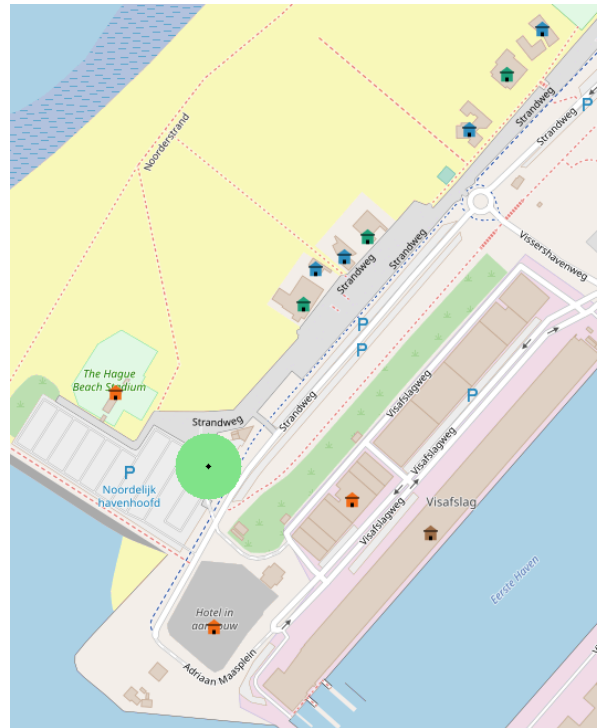 Strandweg
P
Strandweg
Noorderstrand
Vissershavenweg
Strandweg
Strandweg
P
P
The Hague
Beach Stadium
Visafslagweg
P
Strandweg
Strandweg
Visafslagweg
P
Noordelijk
havenhoofd
Visafslag
Visafslagweg
Eerste Haven
Hotel in
Adriaan Maasplein